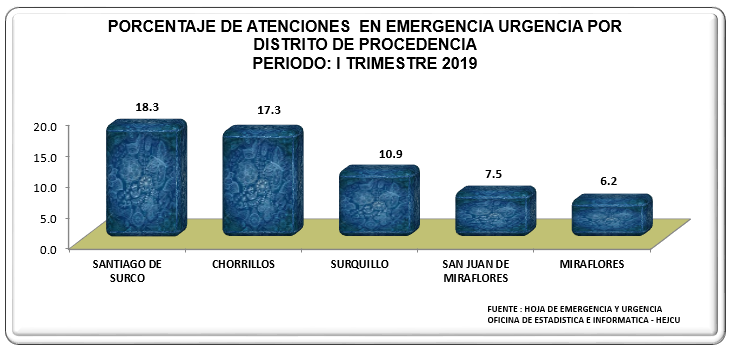 PORCENTAJE DE ATENCIONES EN EMERGENCIA URGENCIA POR
DISTRITO DE PROCEDENCIA
PERIODO: I TRIMESTRE 2019
18.3
17.3
10.9
7.5
6.2
20.0
15.0
10.0
5.0
0.0
SANTIAGO DE
SURCO
CHORRILLOS
SURQUILLO
SAN JUAN DE
MIRAFLORES
MIRAFLORES
FUENTE : HOJA DE EMERGENCIA Y URGENCIA
OFICINA DE ESTADISTICA E INFORMATICA - HEJCU